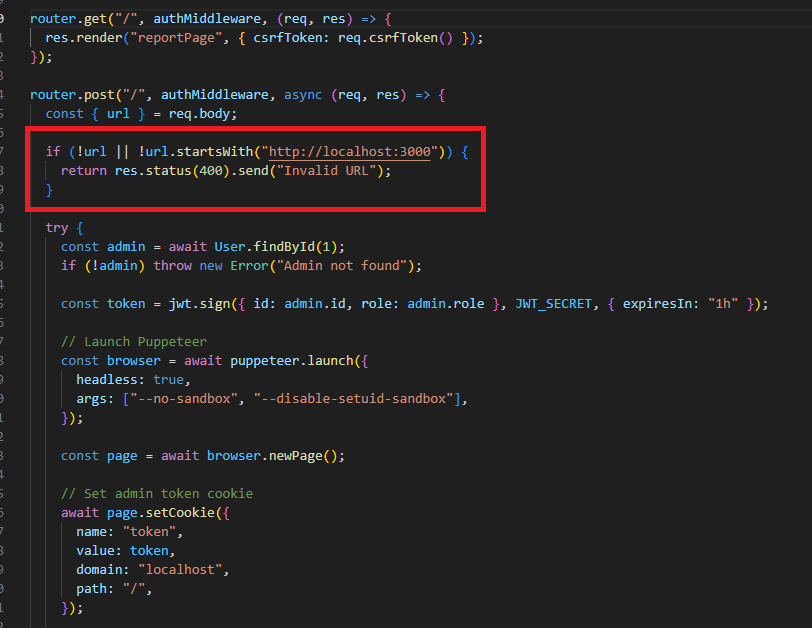 router.get("/", authMiddleware, (req, res) => {
  res.render("reportPage", { csrfToken: req.csrfToken() });
});
router.post("/", authMiddleware, async (req, res) => {
  const { url } = req.body;
  if (!url || !url.startsWith("http://localhost:3000")) {
    return res.status(400).send("Invalid URL");
  }
  try {
    const admin = await User.findById(1);
    if (!admin) throw new Error("Admin not found");
    const token = jwt.sign({ id: admin.id, role: admin.role }, JWT_SECRET, { expiresIn: "1h" });
    // Launch Puppeteer
    const browser = await puppeteer.launch({
      headless: true,
      args: ["--no-sandbox", "--disable-setuid-sandbox"],
    });
    const page = await browser.newPage();
    // Set admin token cookie
    await page.setCookie({
      name: "token",
      value: token,
      domain: "localhost",
      path: "/",
    });